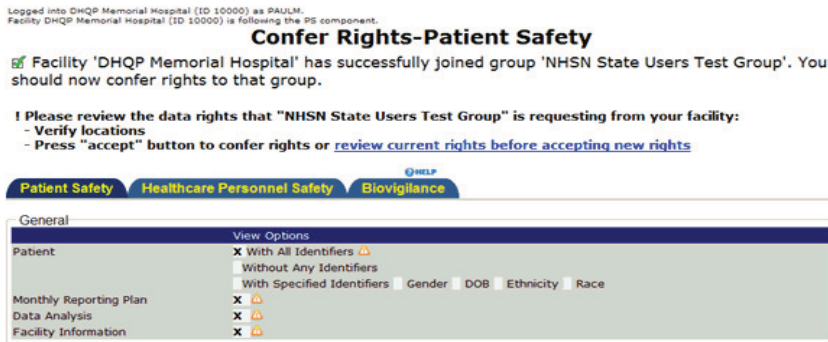 Logged into DHQP Memorial Hospital (ID 10000) as PAULM.
Facility DHQP Memorial Hospital (ID 10000) is following the PS component.
Confer Rights-Patient Safety
Facility 'DHQP Memorial Hospital' has successfully joined group 'NHSN State Users Test Group'. You
should now confer rights to that group.
! Please review the data rights that "NHSN State Users Test Group" is requesting from your facility:
- Verify locations
- Press "accept" button to confer rights or review current rights before accepting new rights
HELP
Patient Safety Healthcare Personnel Safety Biovigilance
General
View Options
Patient X With All Identifiers
Without Any Identifiers
With Specified Identifiers Gender DOB Ethnicity Race
Monthly Reporting Plan X
Data Analysis X
Facility Information X